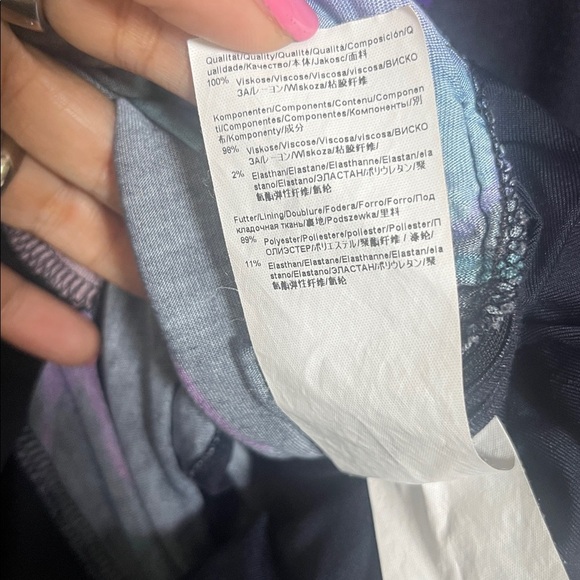 Qualität/Quality/Qualité/Qualità/Composición/Q
ualidade/Качество/本体/Jakosc/面料
100% Viskose/Viscose/Viscosa/viscosa/ВИСКО
ЗА/レーヨン/Wiskoza/粘胶纤维
Komponenten/Components/Contenu/Componen
ti/Componentes/Componentes/Компоненты/別
布/Komponenty/成分
98% Viskose/Viscose/Viscosa/viscosa/ВИСКО
ЗА/レーヨン/Wiskoza/粘胶纤维/
2% Elasthan/Elastane/Elasthanne/Elastan/ela
stano/Elastano/ЭЛАСТАН/ポリウレタン/聚
氨酯弹性纤维/氨纶
Futter/Lining/Doublure/Fodera/Forro/Forro/Под
кладочная ткань/裏地/Podszewka/里料
89% Polyester/Poliestere/poliester/Poliester/П
ОЛИЭСТЕР/ポリエステル/聚酯纤维 / 涤纶/
11% Elasthan/Elastane/Elasthanne/Elastan/ela
stano/Elastano/ЭЛАСТАН/ポリウレタン/聚
氨酯弹性纤维/氨纶